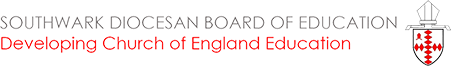 SOUTHWARK DIOCESAN BOARD OF EDUCATION
Developing Church of England Education